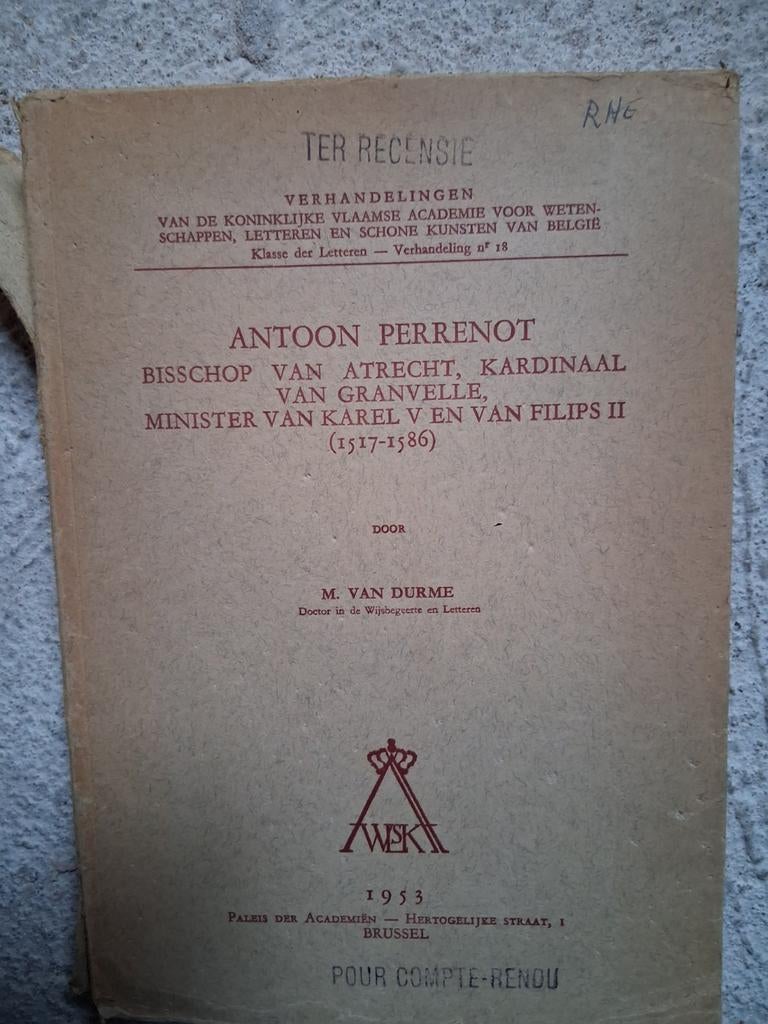 RHE
TER RECENSIE
VERHANDELINGEN
VAN DE KONINKLIJKE VLAAMSE ACADEMIE VOOR WETEN-
SCHAPPEN, LETTEREN EN SCHONE KUNSTEN VAN BELGIË
Klasse der Letteren — Verhandeling nr 18
ANTOON PERRENOT
BISSCHOP VAN ATRECHT, KARDINAAL
VAN GRANVELLE,
MINISTER VAN KAREL V EN VAN FILIPS II
(1517-1586)
DOOR
M. VAN DURME
Doctor in de Wijsbegeerte en Letteren
1953
PALEIS DER ACADEMIËN — HERTOGELIJKE STRAAT, 1
BRUSSEL
POUR COMPTE-RENDU